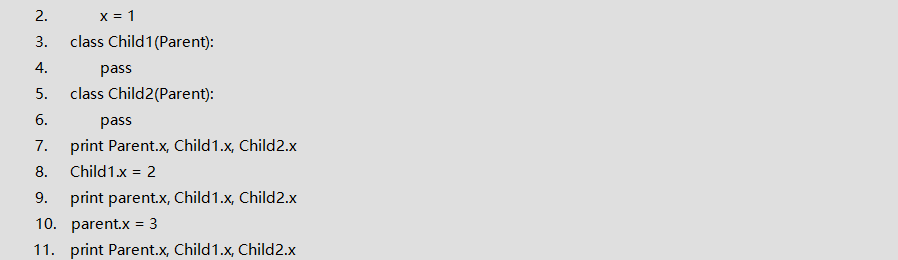 2. x = 1
3. class Child1(Parent):
4. pass
5. class Child2(Parent):
6. pass
7. print Parent.x, Child1.x, Child2.x
8. Child1.x = 2
9. print parent.x, Child1.x, Child2.x
10. parent.x = 3
11. print Parent.x, Child1.x, Child2.x